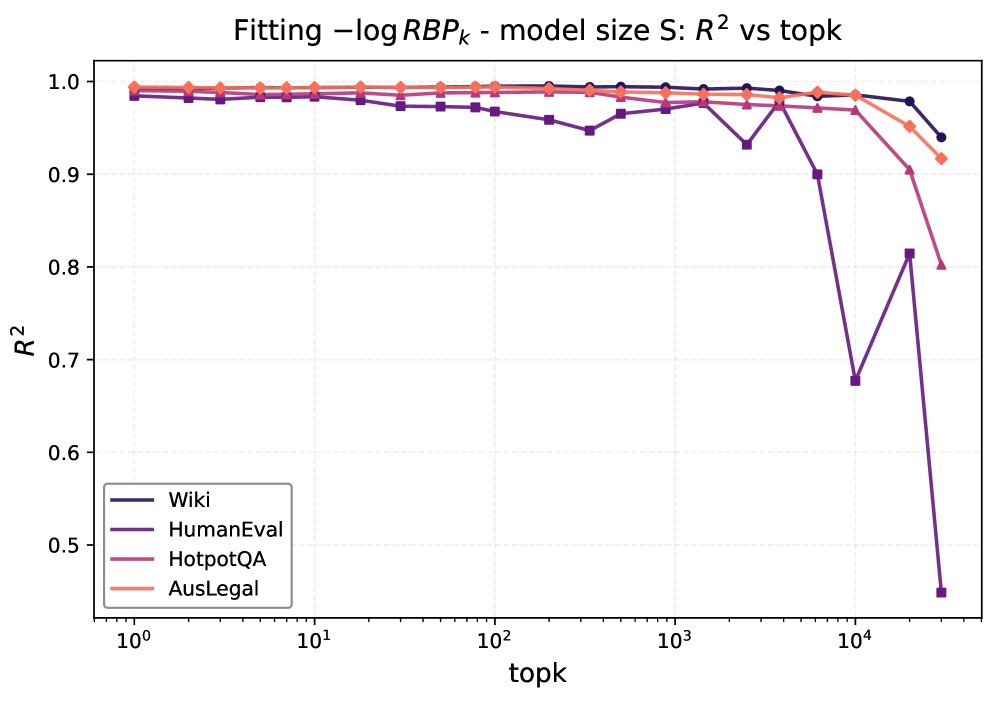 Fitting −log RBPₖ - model size S: R² vs topk
1.0
0.9
0.8
0.7
0.6
0.5
R²
Wiki
HumanEval
HotpotQA
AusLegal
10⁰ 10¹ 10² 10³ 10⁴
topk